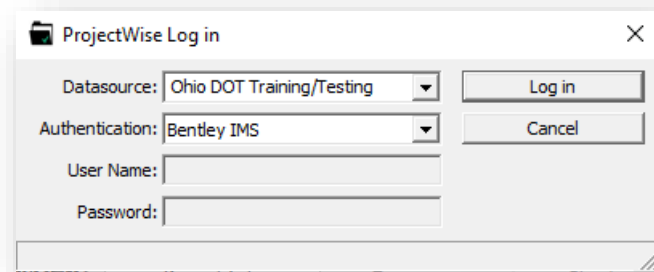 ProjectWise Log in
Datasource: Ohio DOT Training/Testing Log in
Authentication: Bentley IMS Cancel
User Name:
Password: